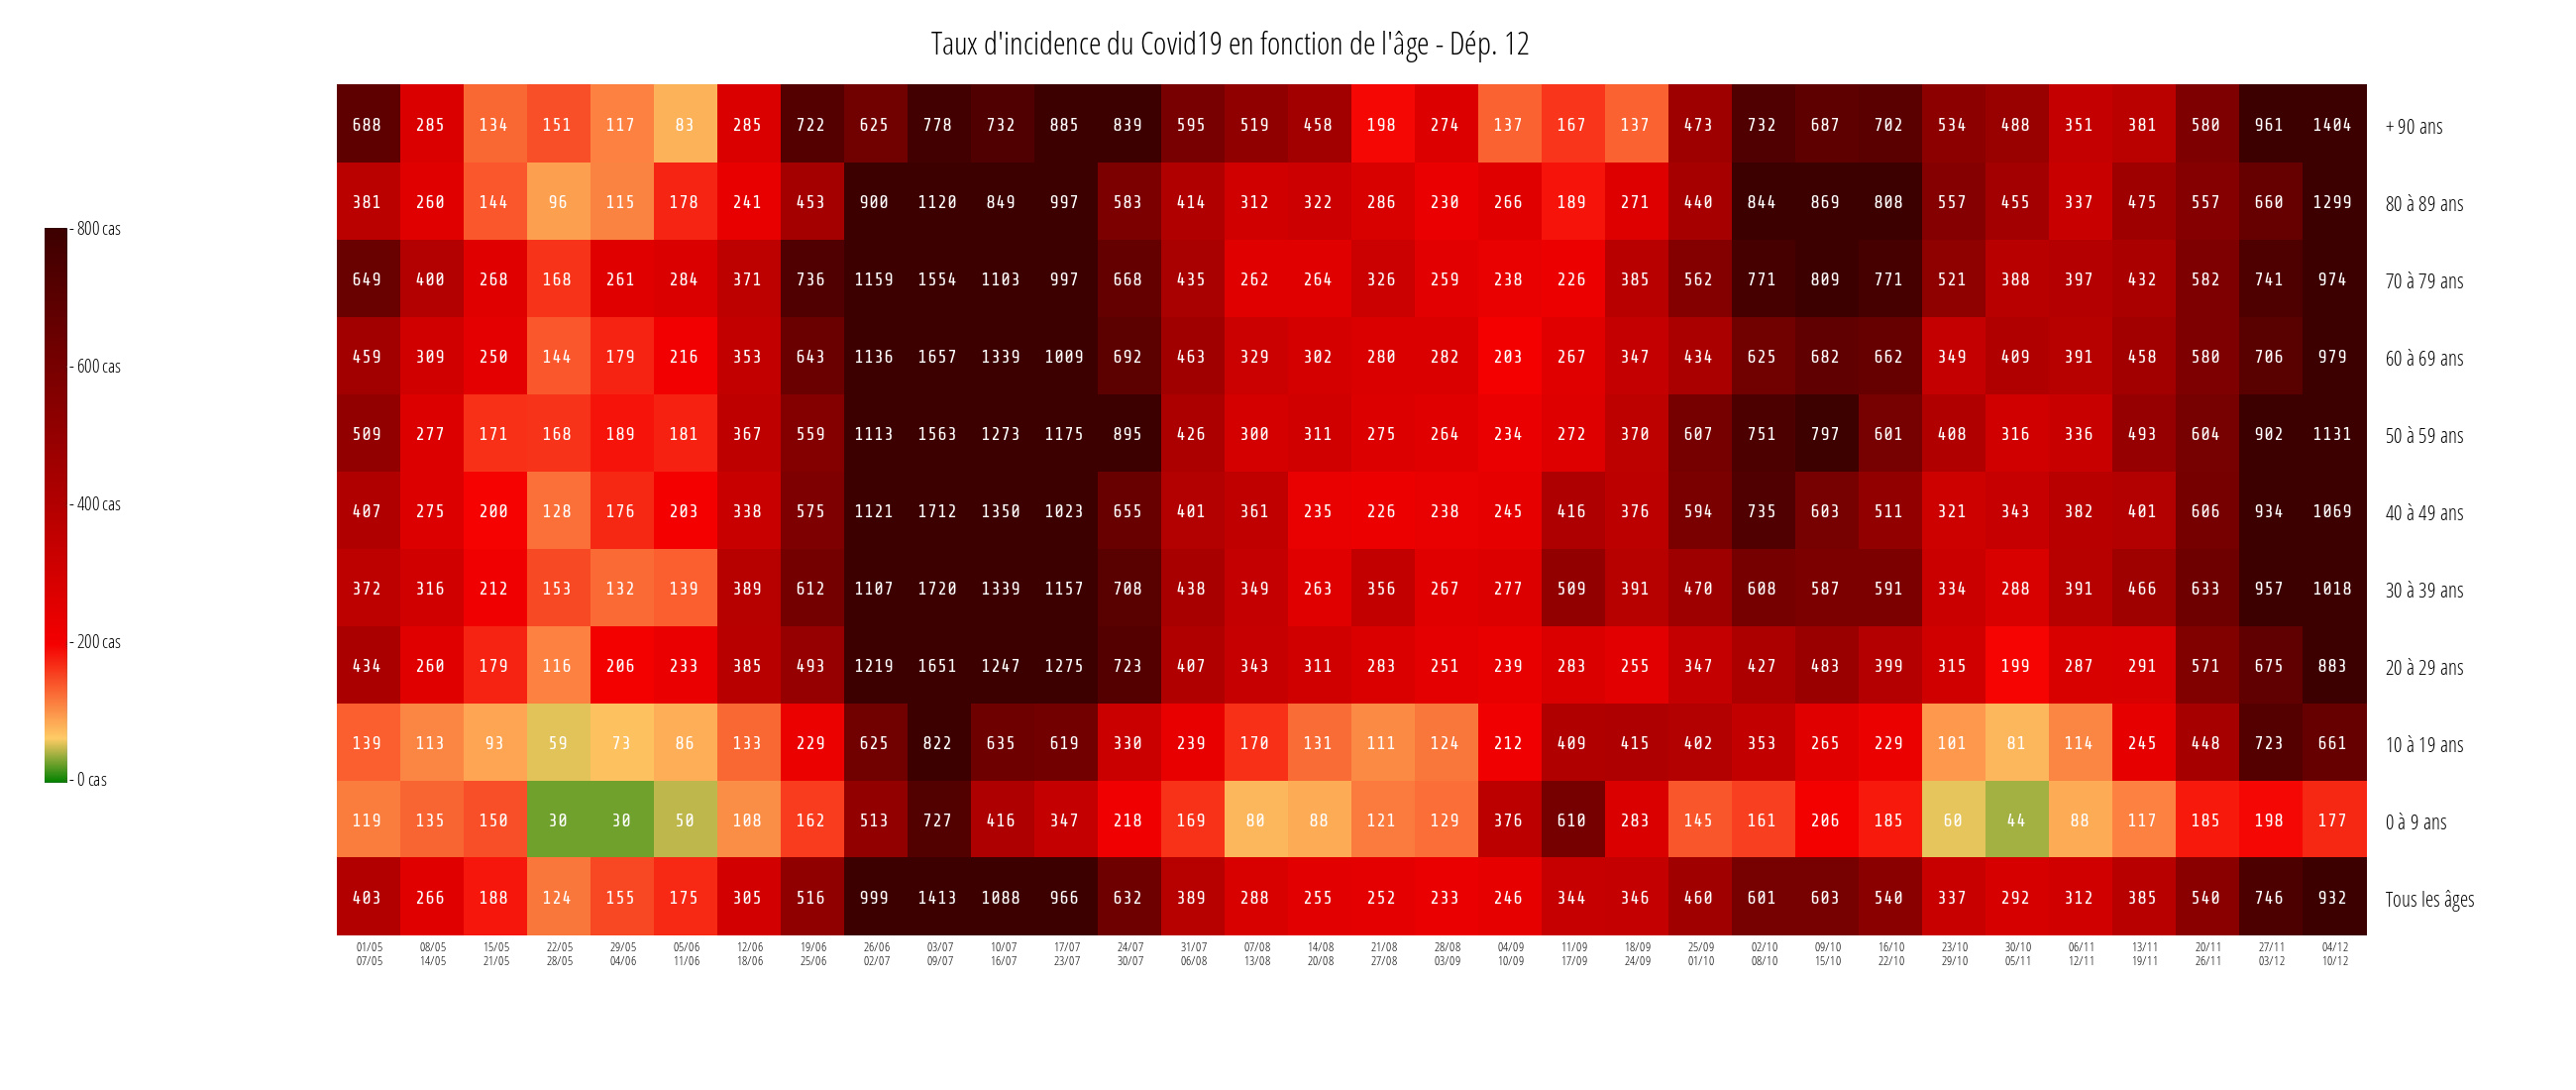 Taux d'incidence du Covid19 en fonction de l'âge - Dép. 12
688 285 134 151 117 83 285 722 625 778 732 885 839 595 519 458 198 274 137 167 137 473 732 687 702 534 488 351 381 580 961 1404 + 90 ans
381 260 144 96 115 178 241 453 900 1120 849 997 583 414 312 322 286 230 266 189 271 440 844 869 808 557 455 337 475 557 660 1299 80 à 89 ans
- 800 cas
649 400 268 168 261 284 371 736 1159 1554 1103 997 668 435 262 264 326 259 238 226 385 562 771 809 771 521 388 397 432 582 741 974 70 à 79 ans
459 309 250 144 179 216 353 643 1136 1657 1339 1009 692 463 329 302 280 282 203 267 347 434 625 682 662 349 409 391 458 580 706 979 60 à 69 ans
- 600 cas
509 277 171 168 189 181 367 559 1113 1563 1273 1175 895 426 300 311 275 264 234 272 370 607 751 797 601 408 316 336 493 604 902 1131 50 à 59 ans
- 400 cas
407 275 200 128 176 203 338 575 1121 1712 1350 1023 655 401 361 235 226 238 245 416 376 594 735 603 511 321 343 382 401 606 934 1069 40 à 49 ans
372 316 212 153 132 139 389 612 1107 1720 1339 1157 708 438 349 263 356 267 277 509 391 470 608 587 591 334 288 391 466 633 957 1018 30 à 39 ans
- 200 cas
434 260 179 116 206 233 385 493 1219 1651 1247 1275 723 407 343 311 283 251 239 283 255 347 427 483 399 315 199 287 291 571 675 883 20 à 29 ans
139 113 93 59 73 86 133 229 625 822 635 619 330 239 170 131 111 124 212 409 415 402 353 265 229 101 81 114 245 448 723 661 10 à 19 ans
- 0 cas
119 135 150 30 30 50 108 162 513 727 416 347 218 169 80 88 121 129 376 610 283 145 161 206 185 60 44 88 117 185 198 177 0 à 9 ans
403 266 188 124 155 175 305 516 999 1413 1088 966 632 389 288 255 252 233 246 344 346 460 601 603 540 337 292 312 385 540 746 932 Tous les âges
01/05 08/05 15/05 22/05 29/05 05/06 12/06 19/06 26/06 03/07 10/07 17/07 24/07 31/07 07/08 14/08 21/08 28/08 04/09 11/09 18/09 25/09 02/10 09/10 16/10 23/10 30/10 06/11 13/11 20/11 27/11 04/12
07/05 14/05 21/05 28/05 04/06 11/06 18/06 25/06 02/07 09/07 16/07 23/07 30/07 06/08 13/08 20/08 27/08 03/09 10/09 17/09 24/09 01/10 08/10 15/10 22/10 29/10 05/11 12/11 19/11 26/11 03/12 10/12